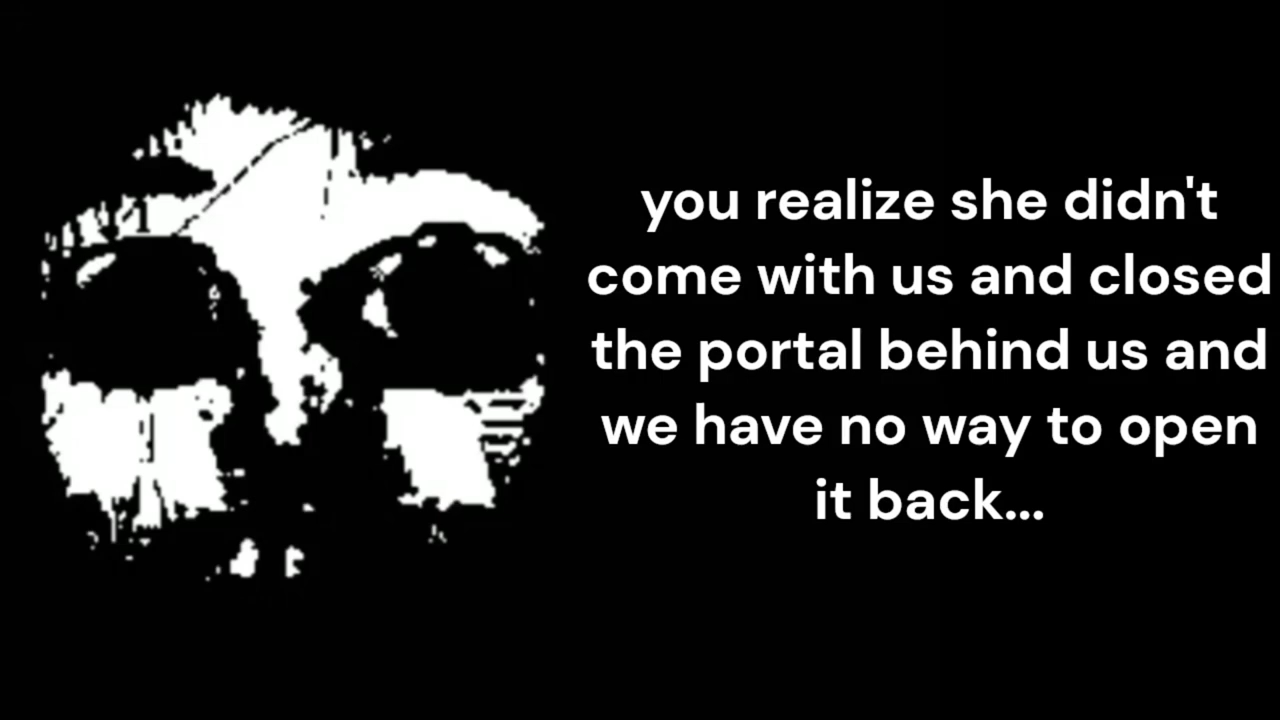 you realize she didn't
come with us and closed
the portal behind us and
we have no way to open
it back...